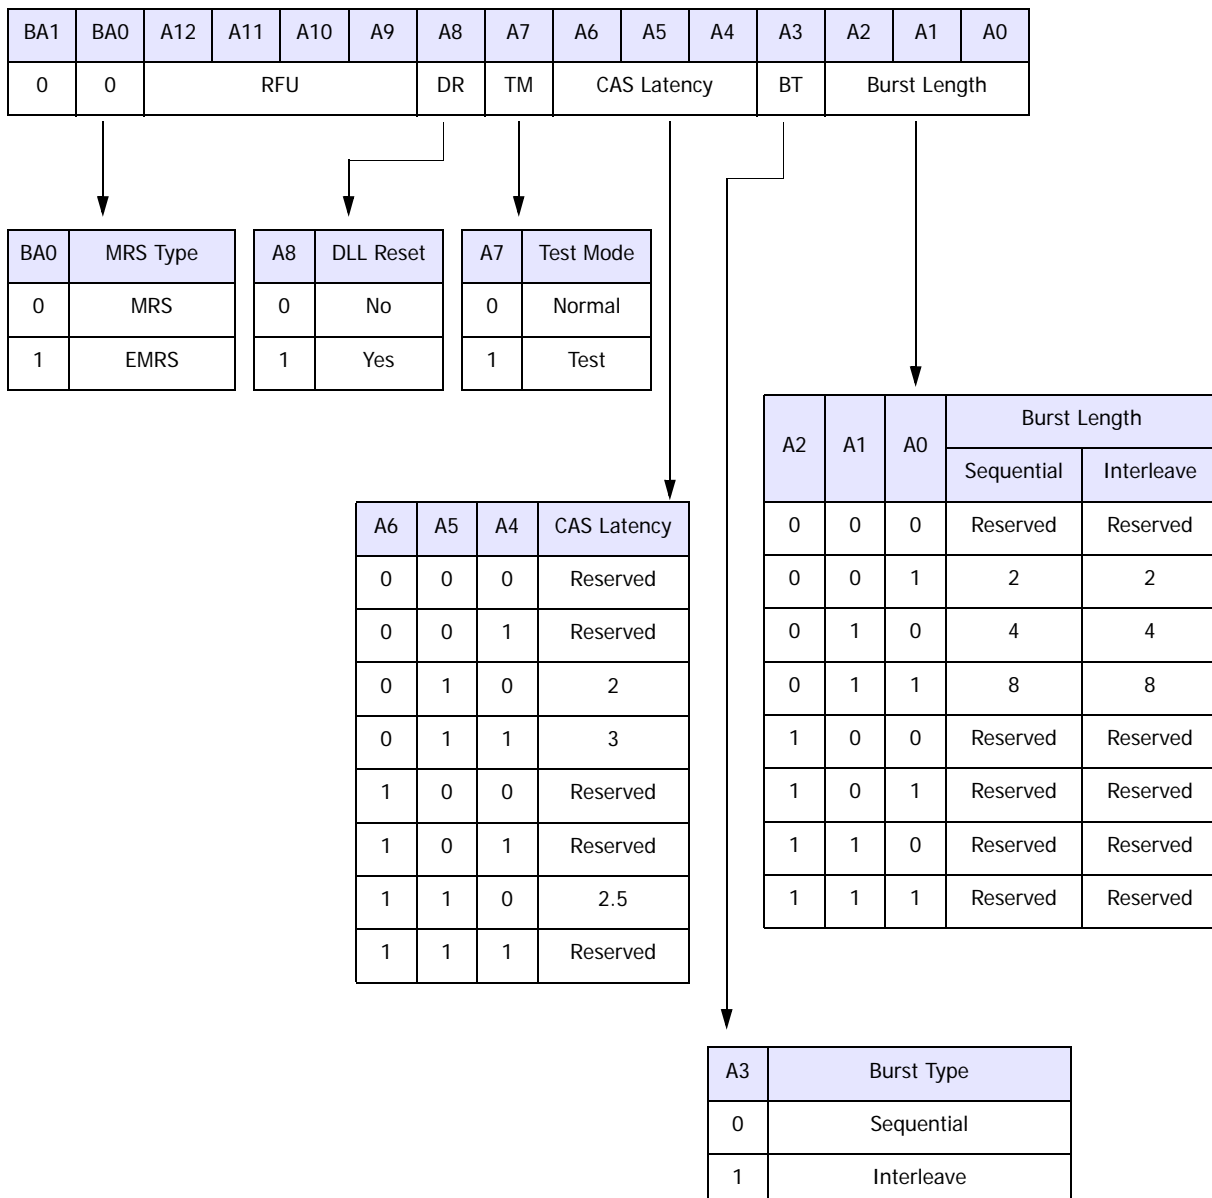 BA1 BA0 A12 A11 A10 A9 A8 A7 A6 A5 A4 A3 A2 A1 A0
0 0 RFU DR TM CAS Latency BT Burst Length
BA0 MRS Type
0 MRS
1 EMRS
A8 DLL Reset
0 No
1 Yes
A7 Test Mode
0 Normal
1 Test
A6 A5 A4 CAS Latency
0 0 0 Reserved
0 0 1 Reserved
0 1 0 2
0 1 1 3
1 0 0 Reserved
1 0 1 Reserved
1 1 0 2.5
1 1 1 Reserved
A2 A1 A0 Burst Length
Sequential Interleave
0 0 0 Reserved Reserved
0 0 1 2 2
0 1 0 4 4
0 1 1 8 8
1 0 0 Reserved Reserved
1 0 1 Reserved Reserved
1 1 0 Reserved Reserved
1 1 1 Reserved Reserved
A3 Burst Type
0 Sequential
1 Interleave